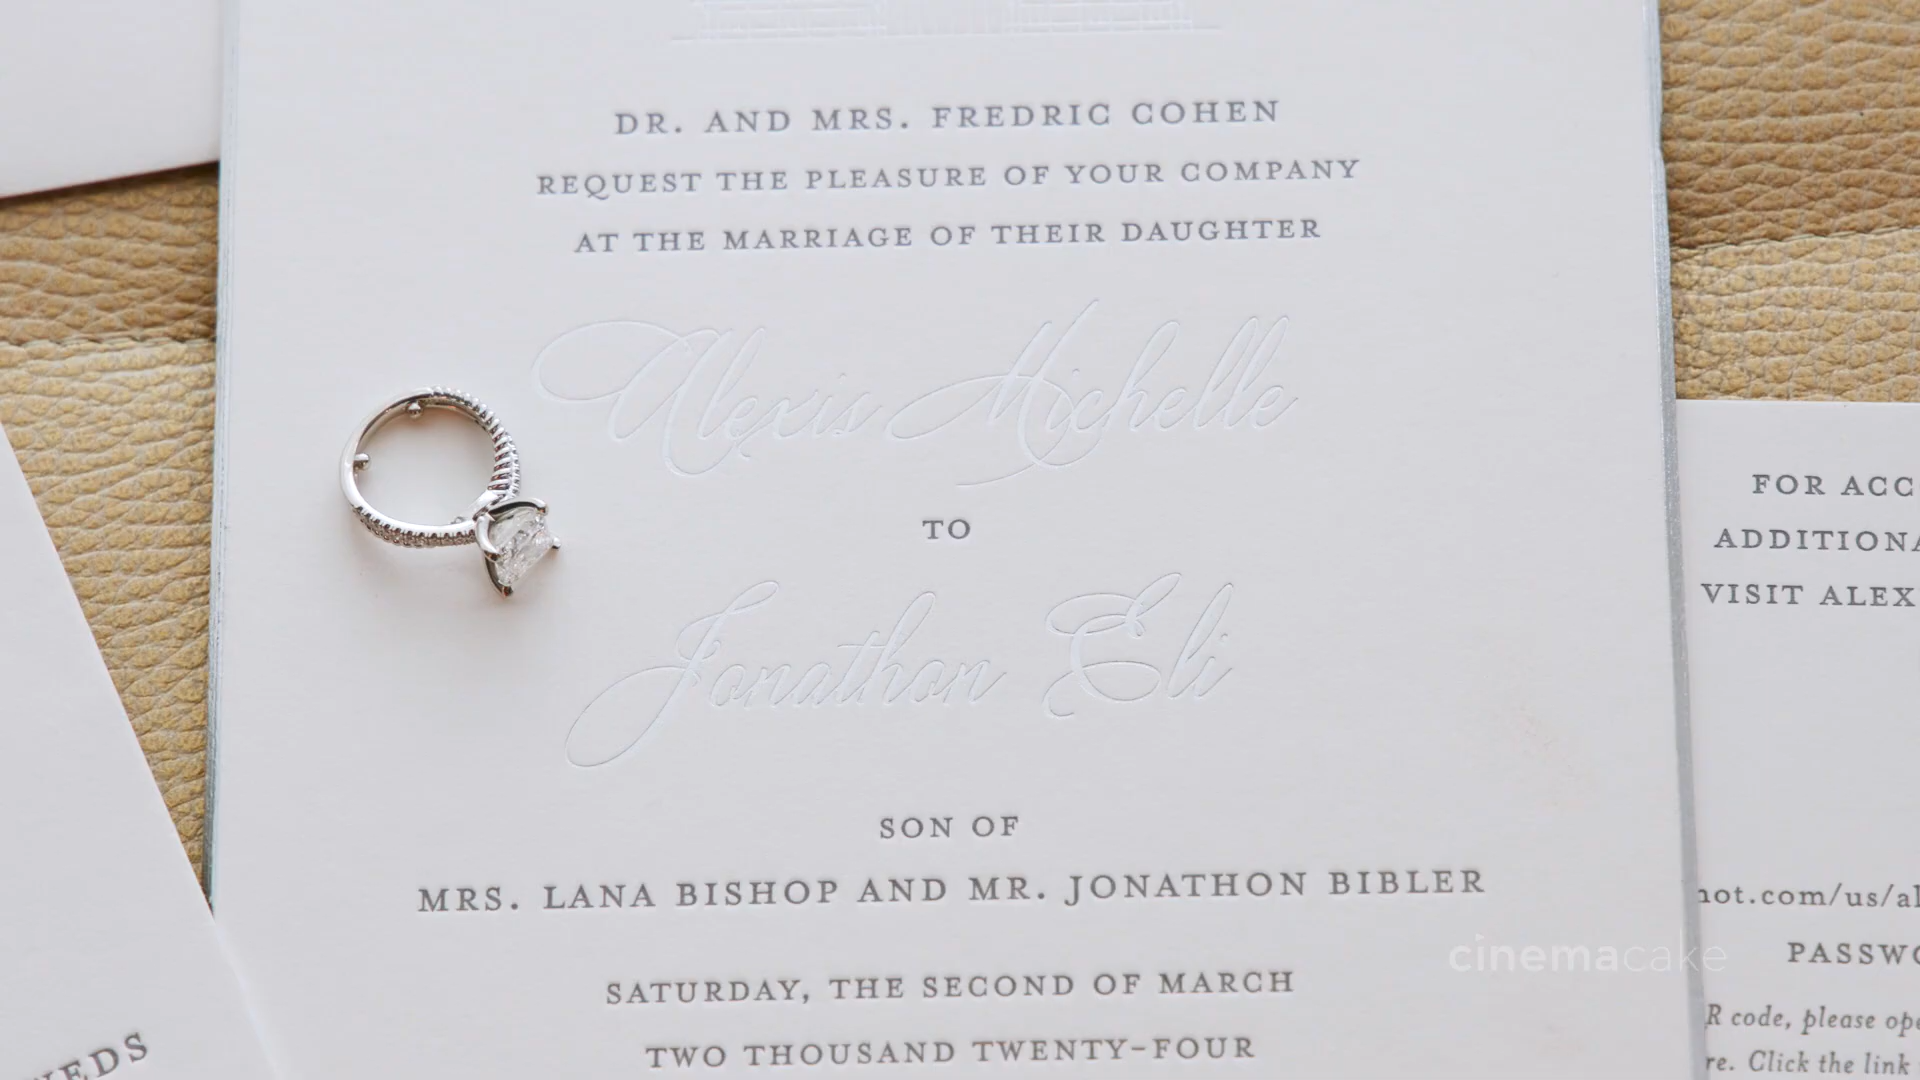 DR. AND MRS. FREDRIC COHEN
REQUEST THE PLEASURE OF YOUR COMPANY
AT THE MARRIAGE OF THEIR DAUGHTER
Alexis Michelle
TO
Jonathon Eli
SON OF
MRS. LANA BISHOP AND MR. JONATHON BIBLER
SATURDAY, THE SECOND OF MARCH
TWO THOUSAND TWENTY-FOUR
FOR ACC
ADDITIONA
VISIT ALEX
not.com/us/al
PASSWO
R code, please ope
re. Click the link
EDS
cinemacake